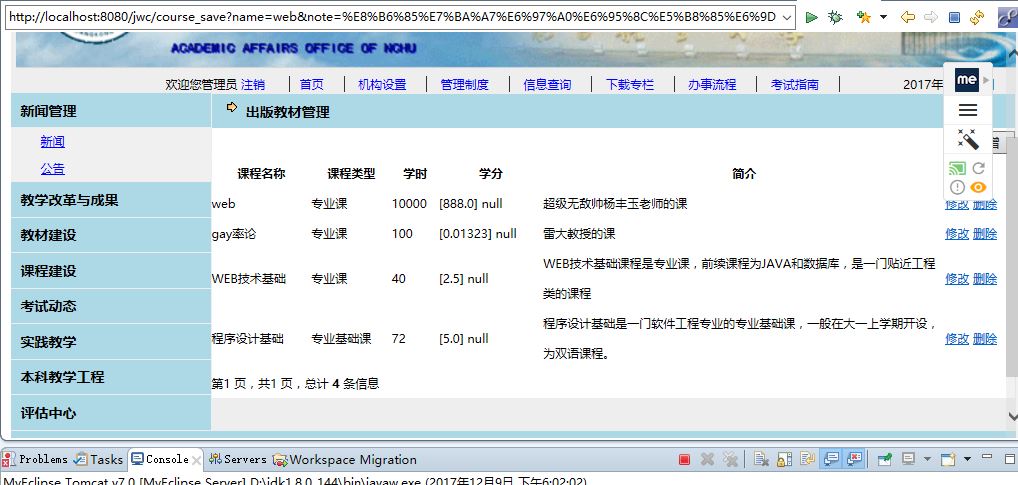 http://localhost:8080/jwc/course_save?name=web&note=%E8%B6%85%E7%BA%A7%E6%97%A0%E6%95%8C%E5%B8%85%E6%9D
ACADEMIC AFFAIRS OFFICE OF NCHU
欢迎您管理员 注销 首页 机构设置 管理制度 信息查询 下载专栏 办事流程 考试指南 2017年
me
新闻管理
出版教材管理
新闻
增
公告
课程名称 课程类型 学时 学分 简介
教学改革与成果
web 专业课 10000 [888.0] null 超级无敌帅杨丰玉老师的课 修改 删除
教材建设
gay率论 100 专业课 [0.01323] null 雷大教授的课 修改 删除
课程建设
WEB技术基础 专业课 40 [2.5] null WEB技术基础课程是专业课，前续课程为JAVA和数据库，是一门贴近工程
类的课程 修改 删除
考试动态
程序设计基础 专业基础课 72 [5.0] null 程序设计基础是一门软件工程专业的专业基础课，一般在大一上学期开设，
为双语课程。 修改 删除
实践教学
本科教学工程
第1 页，共1 页，总计 4 条信息
评估中心
Problems Tasks Console Servers Workspace Migration
MyEclipse Tomcat v7.0 [MyEclipse Server] D:\jdk1.8.0_144\bin\javaw.exe (2017年12月9日 下午6:02:02)